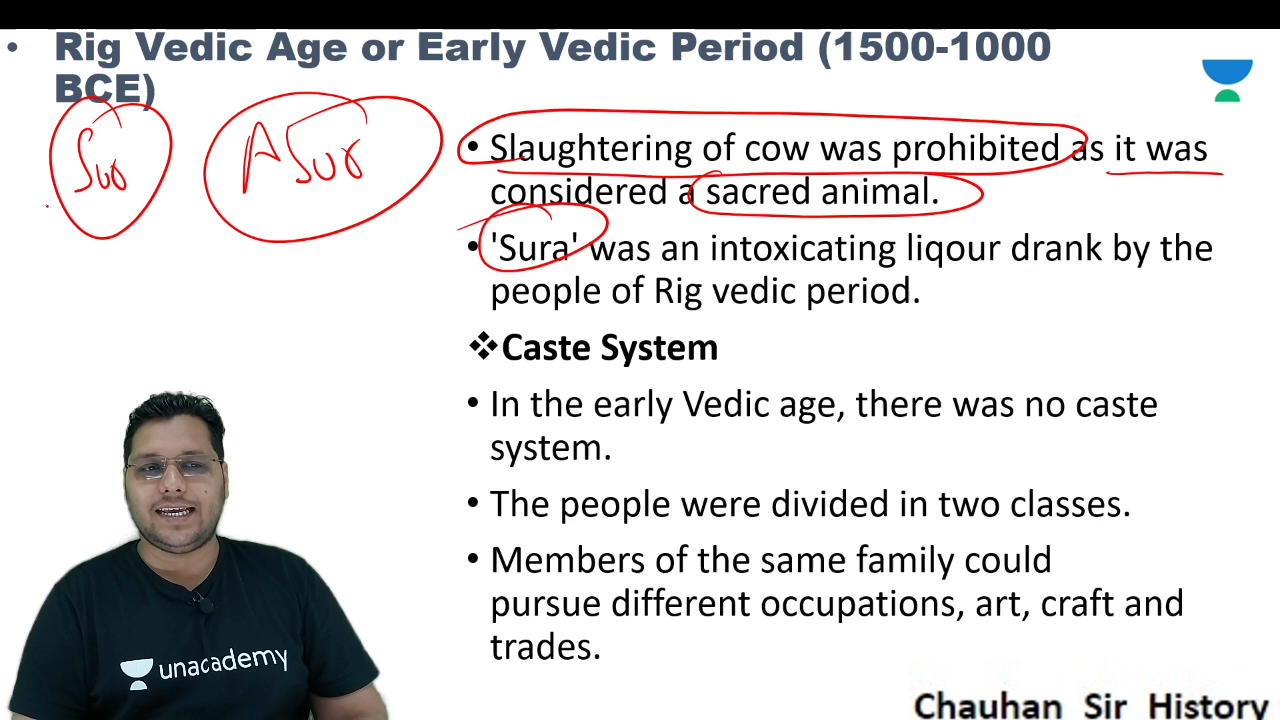 • Rig Vedic Age or Early Vedic Period (1500-1000
BCE)
Sur
ASur
• Slaughtering of cow was prohibited as it was
considered a sacred animal.
• 'Sura' was an intoxicating liqour drank by the
people of Rig vedic period.
❖Caste System
• In the early Vedic age, there was no caste
system.
• The people were divided in two classes.
• Members of the same family could
pursue different occupations, art, craft and
trades.
unacademy
Chauhan Sir History